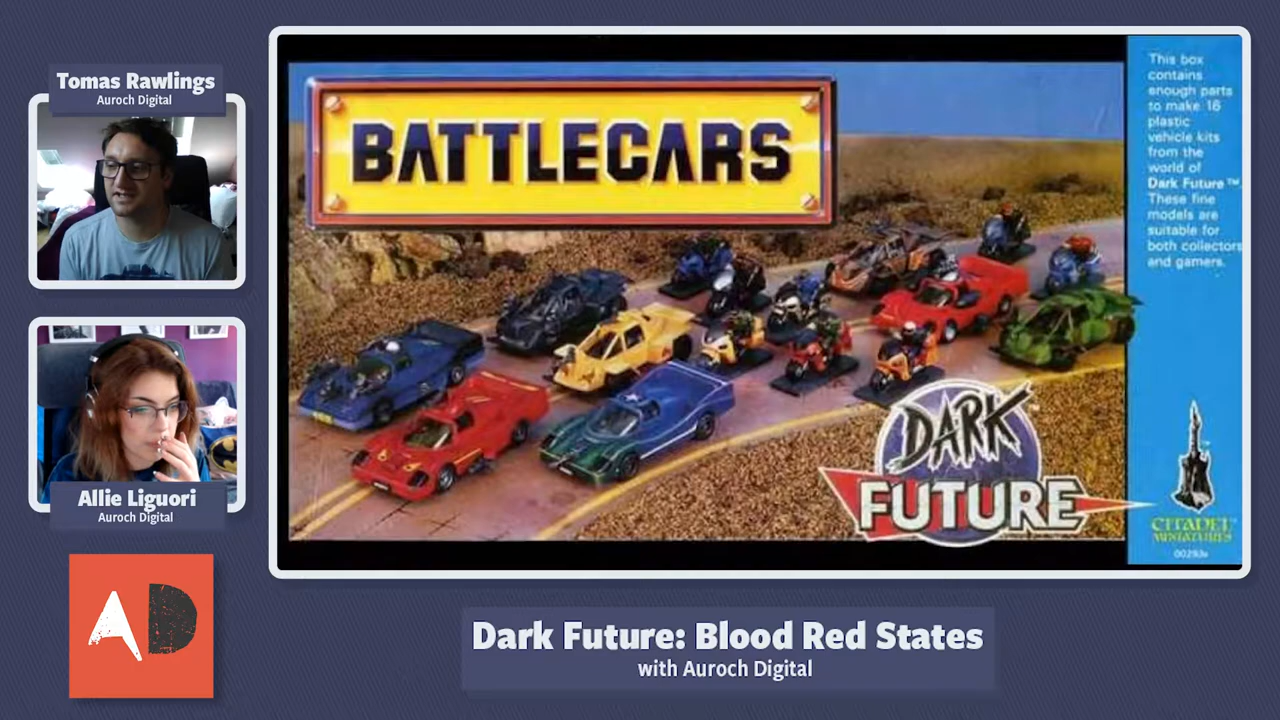 Tomas Rawlings
Auroch Digital
Allie Liguori
Auroch Digital
AD
BATTLECARS
DARK
FUTURE
This box
contains
enough parts
to make 16
plastic
vehicle kits
from the
world of
Dark Future™
These fine
models are
suitable for
both collectors
and gamers.
CITADEL
MINIATURES
Dark Future: Blood Red States
with Auroch Digital